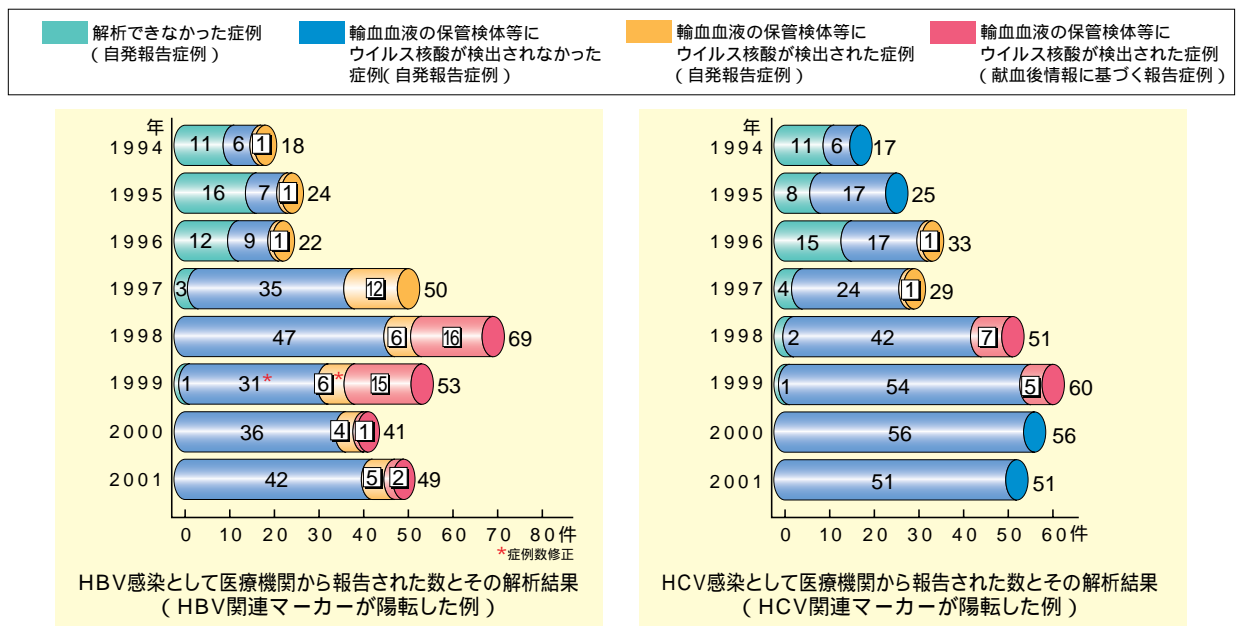 解析できなかった症例
(自発報告症例)
輸血血液の保管検体等に
ウイルス核酸が検出されなかった
症例(自発報告症例)
輸血血液の保管検体等に
ウイルス核酸が検出された症例
(自発報告症例)
輸血血液の保管検体等に
ウイルス核酸が検出された症例
(献血後情報に基づく報告症例)
年
1994 11 6 1 18
1995 16 7 1 24
1996 12 9 1 22
1997 3 35 12 50
1998 47 6 16 69
1999 1 31* 6* 15 53
2000 36 4 1 41
2001 42 5 2 49
0 10 20 30 40 50 60 70 80件
*症例数修正
HBV感染として医療機関から報告された数とその解析結果
(HBV関連マーカーが陽転した例)
年
1994 11 6 17
1995 8 17 25
1996 15 17 1 33
1997 4 24 1 29
1998 2 42 7 51
1999 1 54 5 60
2000 56 56
2001 51 51
0 10 20 30 40 50 60件
HCV感染として医療機関から報告された数とその解析結果
(HCV関連マーカーが陽転した例)